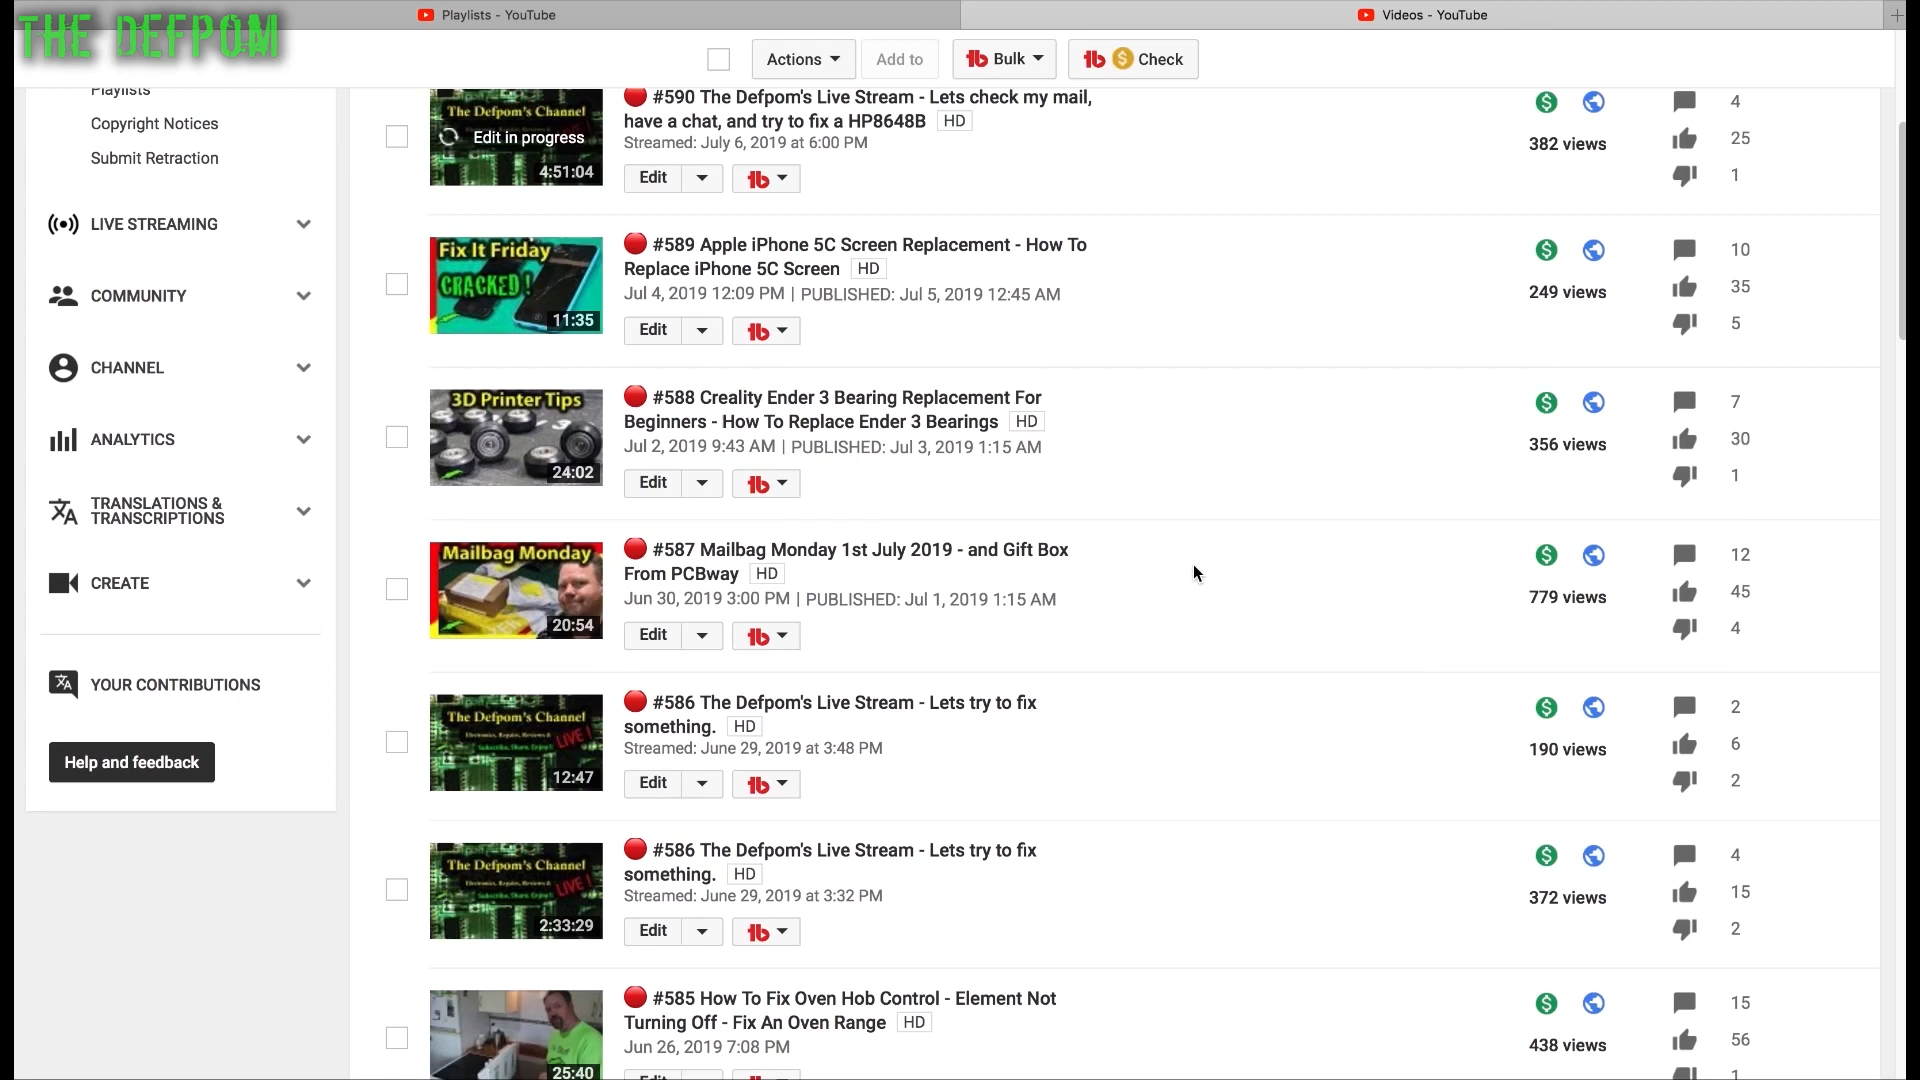 Playlists - YouTube
Videos - YouTube
THE DEFPOM
Actions
Add to
Bulk
Check
Playlists
Copyright Notices
Submit Retraction
LIVE STREAMING
COMMUNITY
CHANNEL
ANALYTICS
TRANSLATIONS &
TRANSCRIPTIONS
CREATE
YOUR CONTRIBUTIONS
Help and feedback
The Defpom's Channel
Edit in progress
4:51:04
#590 The Defpom's Live Stream - Lets check my mail,
have a chat, and try to fix a HP8648B HD
Streamed: July 6, 2019 at 6:00 PM
Edit
382 views
4
25
1
Fix It Friday
CRACKED!
11:35
#589 Apple iPhone 5C Screen Replacement - How To
Replace iPhone 5C Screen HD
Jul 4, 2019 12:09 PM | PUBLISHED: Jul 5, 2019 12:45 AM
Edit
249 views
10
35
5
3D Printer Tips
24:02
#588 Creality Ender 3 Bearing Replacement For
Beginners - How To Replace Ender 3 Bearings HD
Jul 2, 2019 9:43 AM | PUBLISHED: Jul 3, 2019 1:15 AM
Edit
356 views
7
30
1
Mailbag Monday
20:54
#587 Mailbag Monday 1st July 2019 - and Gift Box
From PCBway HD
Jun 30, 2019 3:00 PM | PUBLISHED: Jul 1, 2019 1:15 AM
Edit
779 views
12
45
4
The Defpom's Channel
Electronics, Repairs, Reviews &
LIVE!
Subscribe, Share, Enjoy!
12:47
#586 The Defpom's Live Stream - Lets try to fix
something. HD
Streamed: June 29, 2019 at 3:48 PM
Edit
190 views
2
6
2
The Defpom's Channel
Electronics, Repairs, Reviews &
LIVE!
Subscribe, Share, Enjoy!
2:33:29
#586 The Defpom's Live Stream - Lets try to fix
something. HD
Streamed: June 29, 2019 at 3:32 PM
Edit
372 views
4
15
2
25:40
#585 How To Fix Oven Hob Control - Element Not
Turning Off - Fix An Oven Range HD
Jun 26, 2019 7:08 PM
Edit
438 views
15
56
1